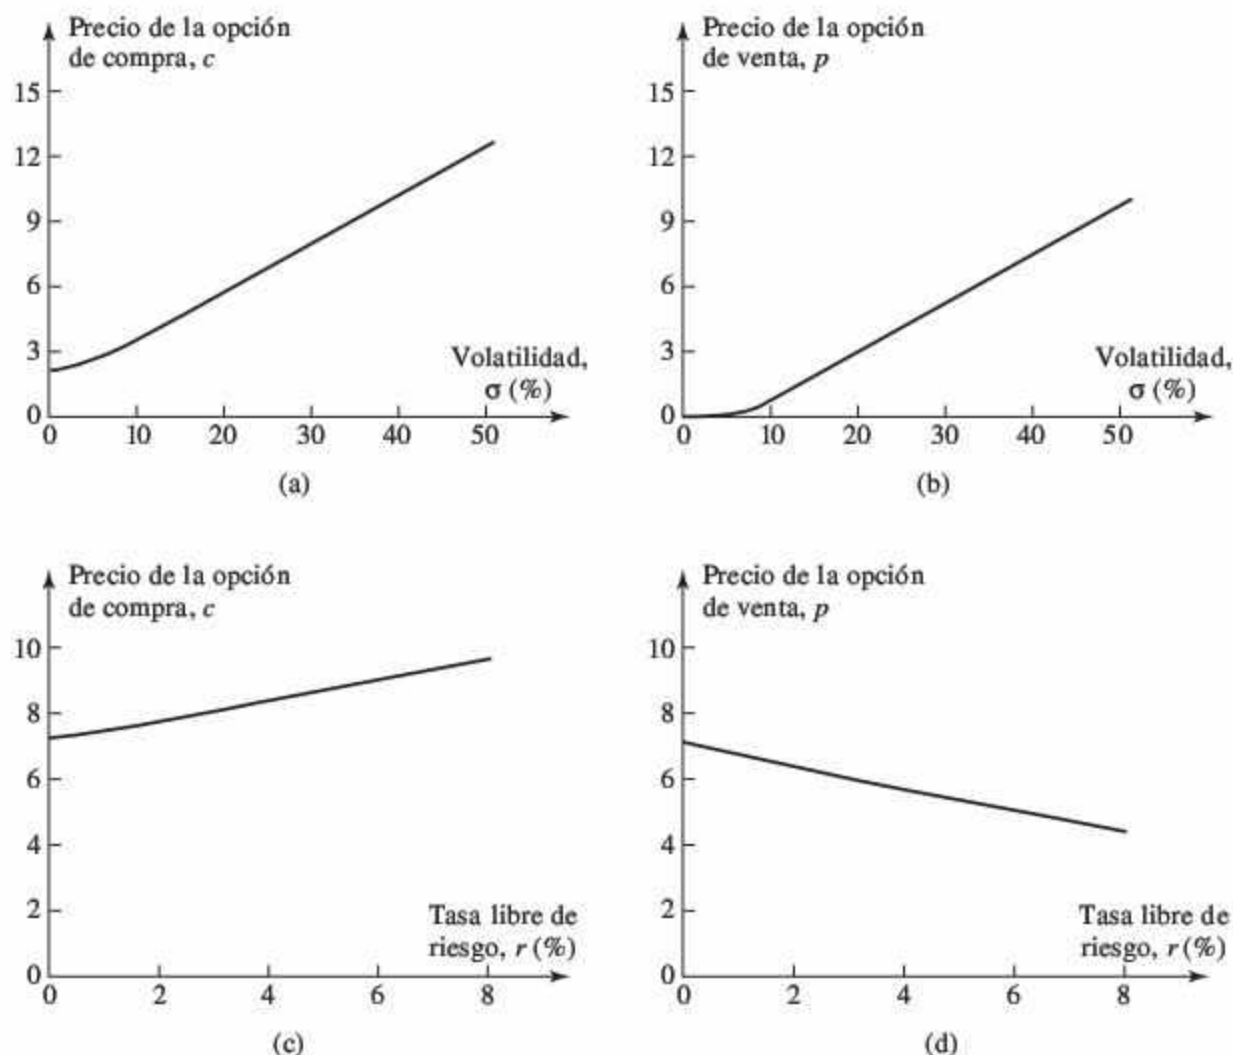 Precio de la opción
de compra, c
15
12
9
6
3
0
0 10 20 30 40 50
Volatilidad,
σ (%)
(a)
Precio de la opción
de venta, p
15
12
9
6
3
0
0 10 20 30 40 50
Volatilidad,
σ (%)
(b)
Precio de la opción
de compra, c
10
8
6
4
2
0
0 2 4 6 8
Tasa libre de
riesgo, r (%)
(c)
Precio de la opción
de venta, p
10
8
6
4
2
0
0 2 4 6 8
Tasa libre de
riesgo, r (%)
(d)